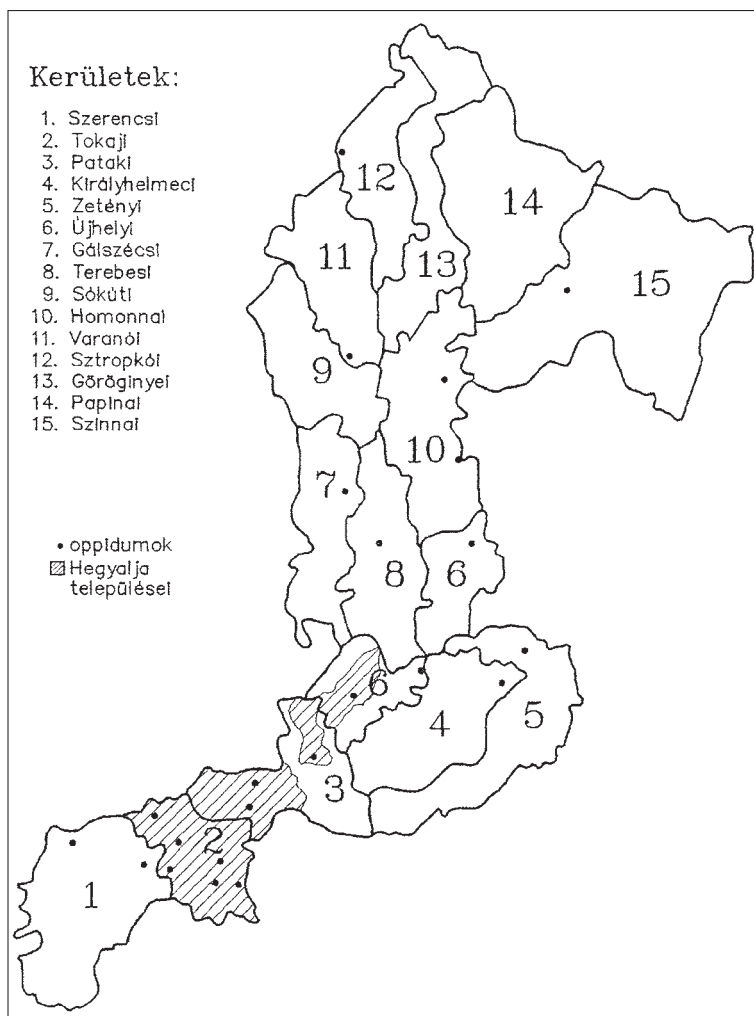 Kerületek:
1. Szerencsi
2. Tokaji
3. Pataki
4. Királyhelmeci
5. Zetényi
6. Újhelyi
7. Gálszécsi
8. Terebesi
9. Sókúti
10. Homonnai
11. Varanói
12. Sztropkói
13. Göröginyei
14. Papinai
15. Szinnai
• oppidumok
Hegyalja
települései
12
14
11
13
15
9
10
7
8
6
6
4
5
3
2
1